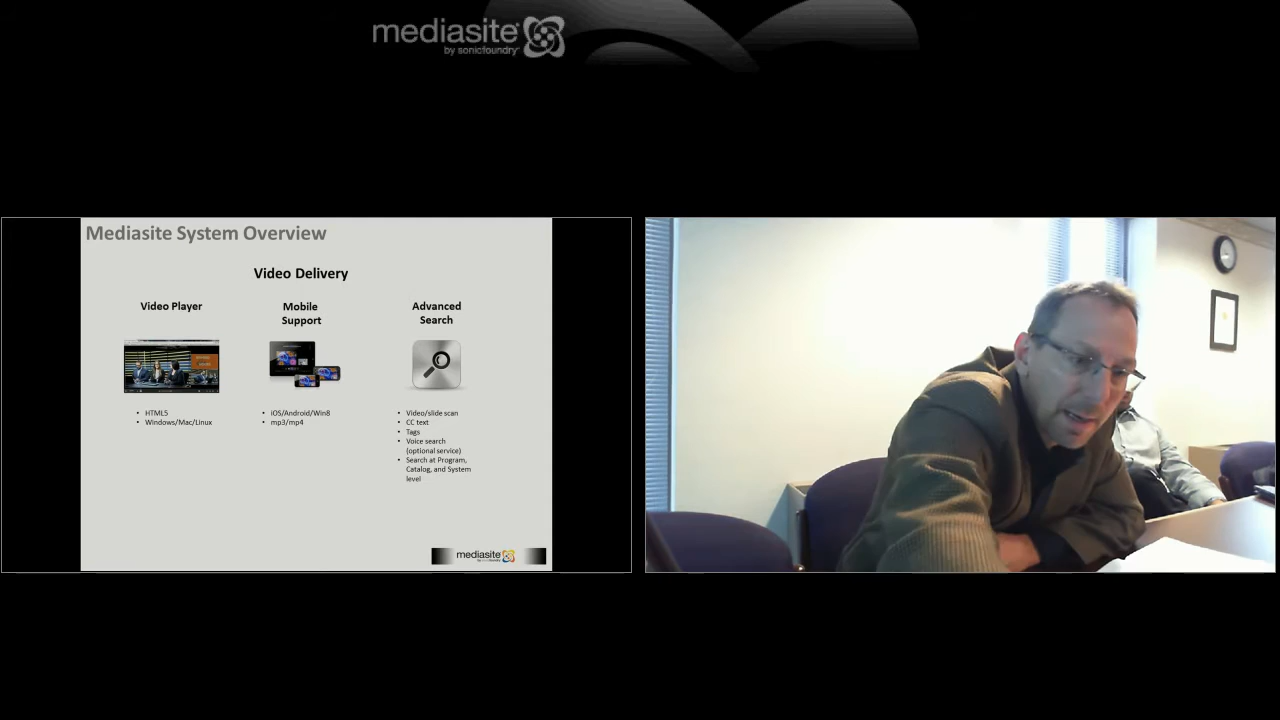 mediasite
by sonicfoundry
Mediasite System Overview
Video Delivery
Video Player
Mobile
Support
Advanced
Search
• HTML5
• Windows/Mac/Linux
• iOS/Android/Win8
• mp3/mp4
• Video/slide scan
• CC text
• Tags
• Voice search
(optional service)
• Search at Program,
Catalog, and System
level
mediasite
by sonicfoundry